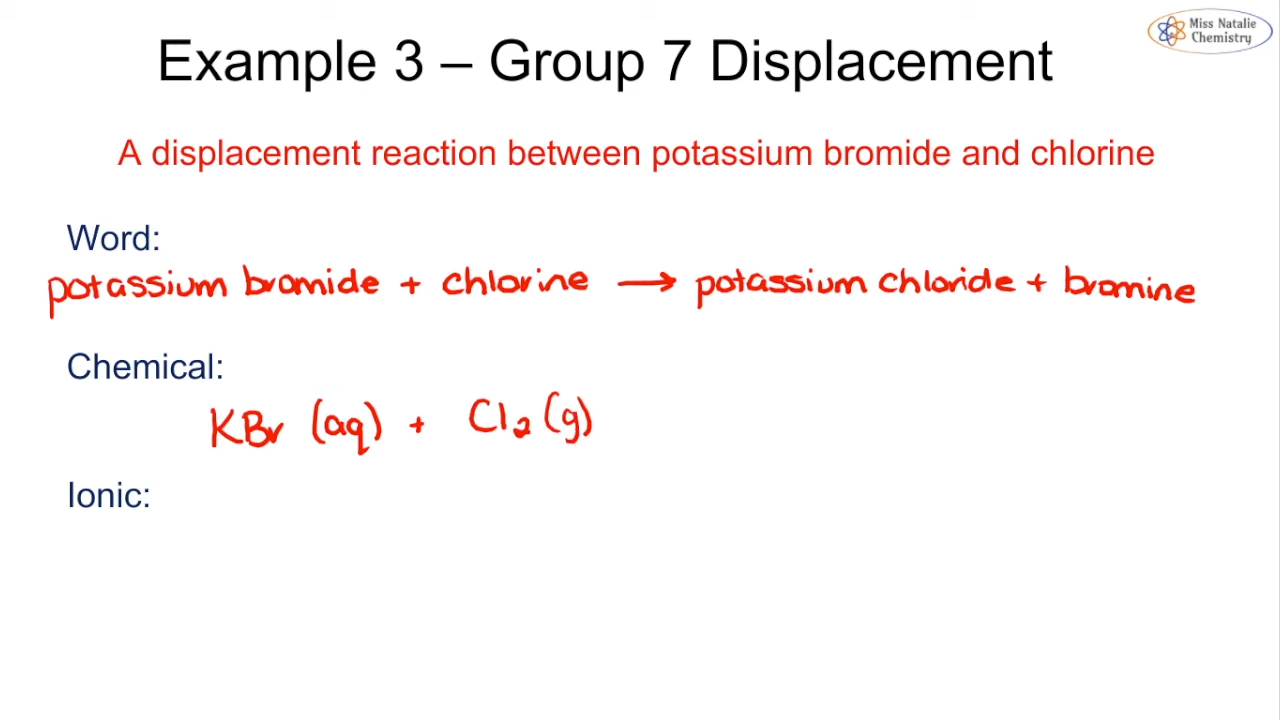 Miss Natalie
Chemistry
Example 3 – Group 7 Displacement
A displacement reaction between potassium bromide and chlorine
Word:
potassium bromide + chlorine → potassium chloride + bromine
Chemical:
KBr (aq) + Cl₂ (g)
Ionic: